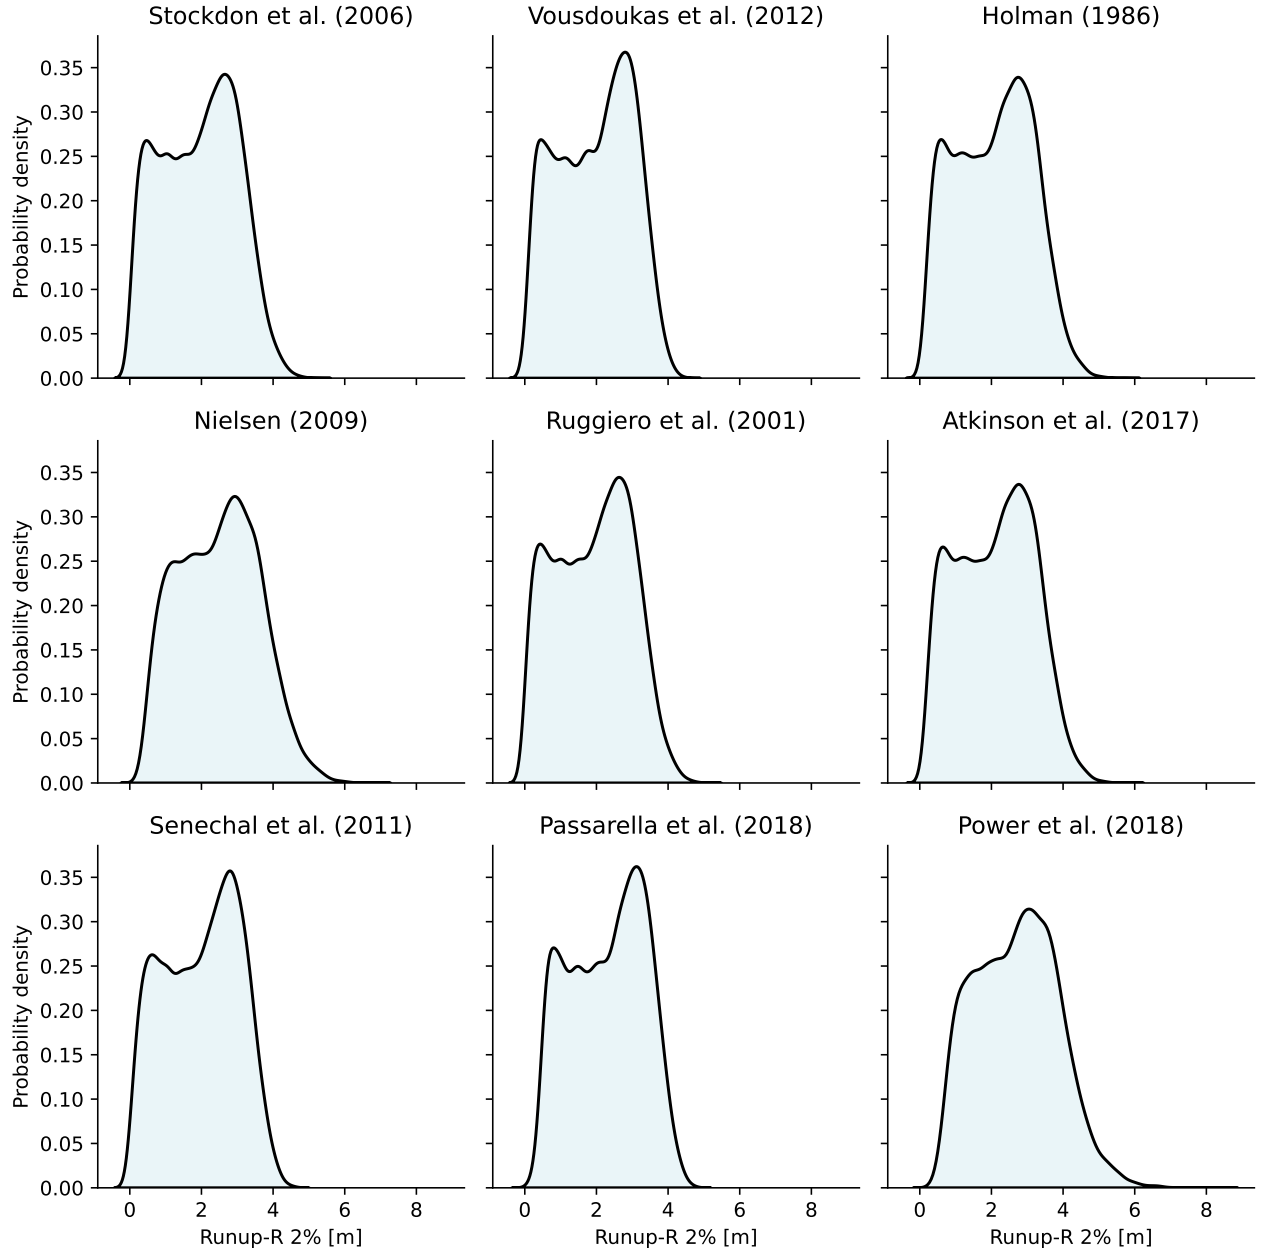 Stockdon et al. (2006)
Vousdoukas et al. (2012)
Holman (1986)
Probability density
0.35
0.30
0.25
0.20
0.15
0.10
0.05
0.00
Nielsen (2009)
Ruggiero et al. (2001)
Atkinson et al. (2017)
Probability density
0.35
0.30
0.25
0.20
0.15
0.10
0.05
0.00
Senechal et al. (2011)
Passarella et al. (2018)
Power et al. (2018)
Probability density
0.35
0.30
0.25
0.20
0.15
0.10
0.05
0.00
0 2 4 6 8
0 2 4 6 8
0 2 4 6 8
Runup-R 2% [m]
Runup-R 2% [m]
Runup-R 2% [m]